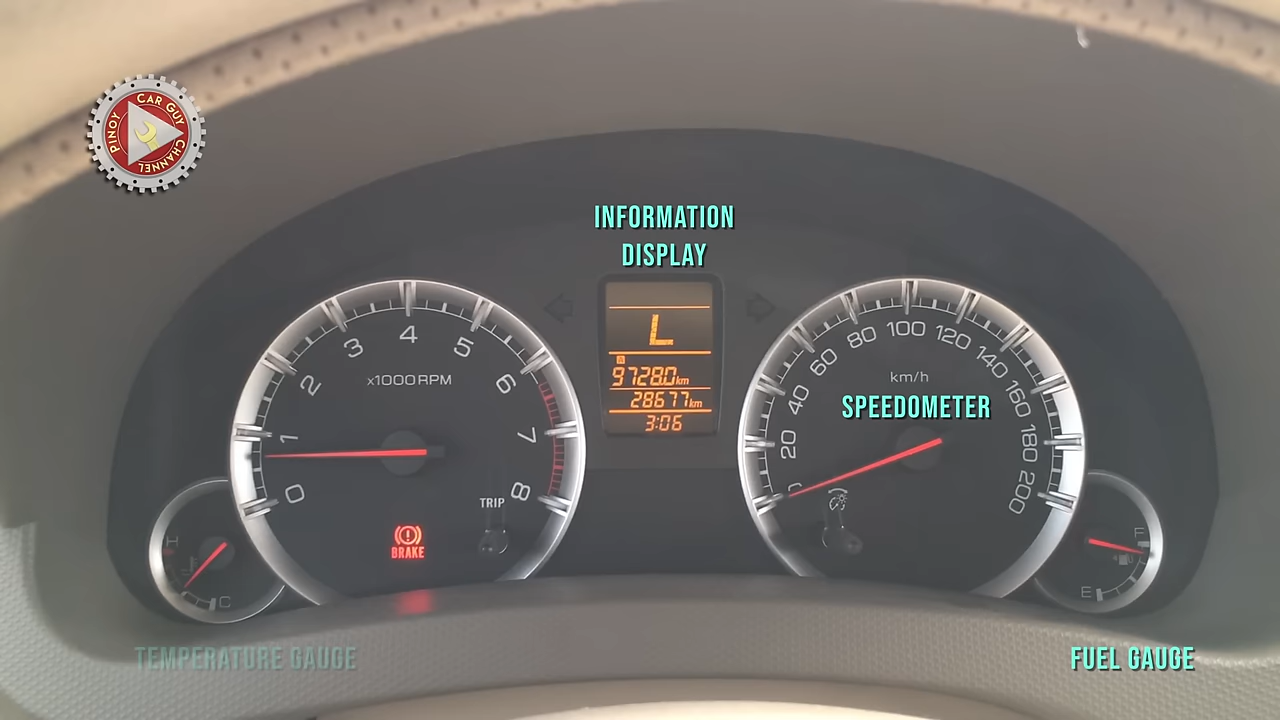 PINOY CAR GUY CHANNEL
INFORMATION
DISPLAY
L
A
9728.0km
28677km
3:06
0
1
2
3
4
5
6
7
8
x1000RPM
TRIP
BRAKE
0
20
40
60
80
100
120
140
160
180
200
km/h
SPEEDOMETER
H
C
F
E
TEMPERATURE GAUGE
FUEL GAUGE